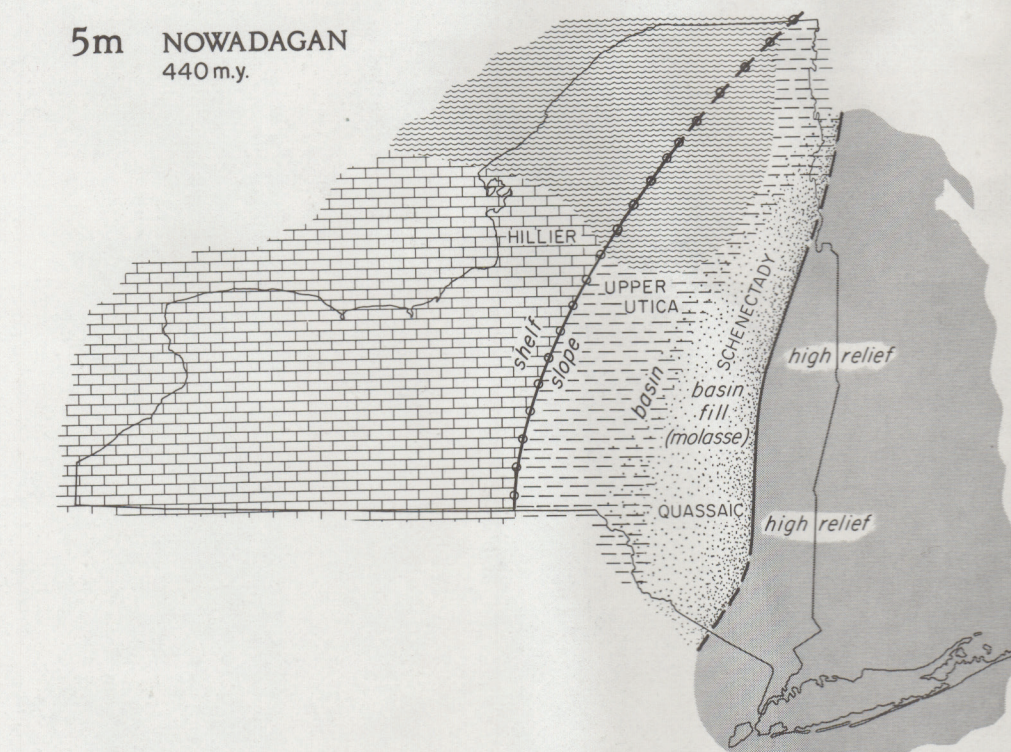 5m NOWADAGAN
440 m.y.
HILLIER
UPPER
UTICA
SCHENECTADY
shelf
slope
basin
high relief
basin
fill
(molasse)
QUASSAIC
high relief